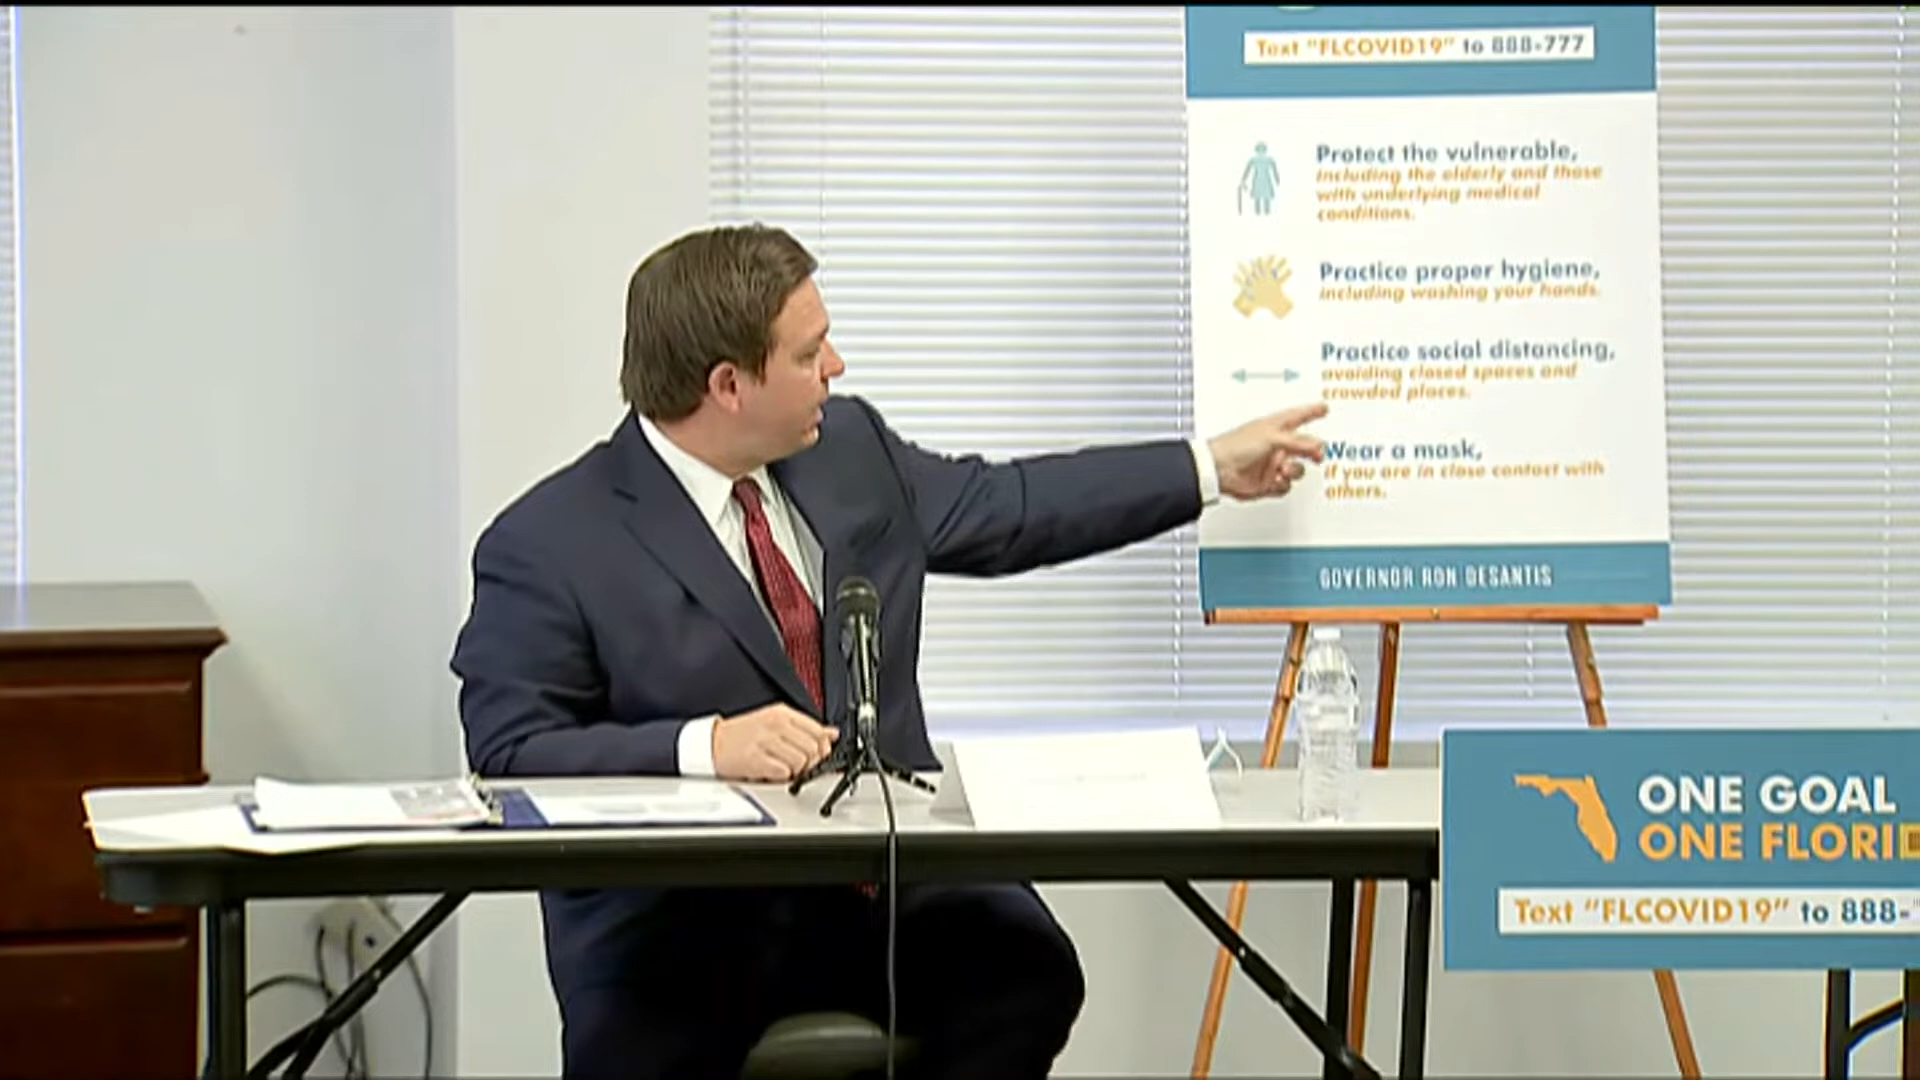 Text "FLCOVID19" to 888-777
Protect the vulnerable,
including the elderly and those
with underlying medical
conditions.
Practice proper hygiene,
including washing your hands.
Practice social distancing,
avoiding closed spaces and
crowded places.
Wear a mask,
if you are in close contact with
others.
GOVERNOR RON DESANTIS
ONE GOAL
ONE FLORID
Text "FLCOVID19" to 888-